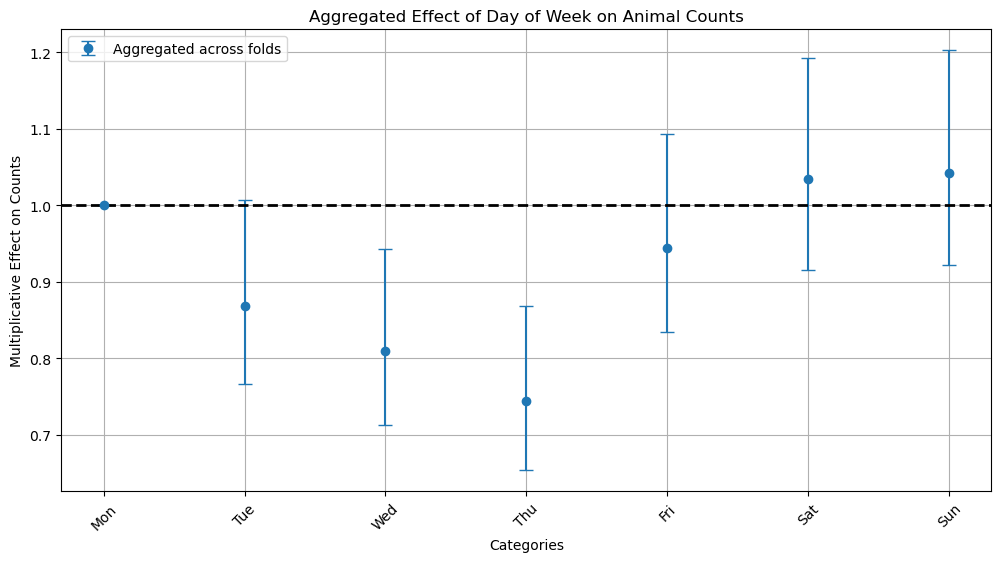 Aggregated Effect of Day of Week on Animal Counts
Aggregated across folds
Multiplicative Effect on Counts
1.2
1.1
1.0
0.9
0.8
0.7
Mon
Tue
Wed
Thu
Fri
Sat
Sun
Categories